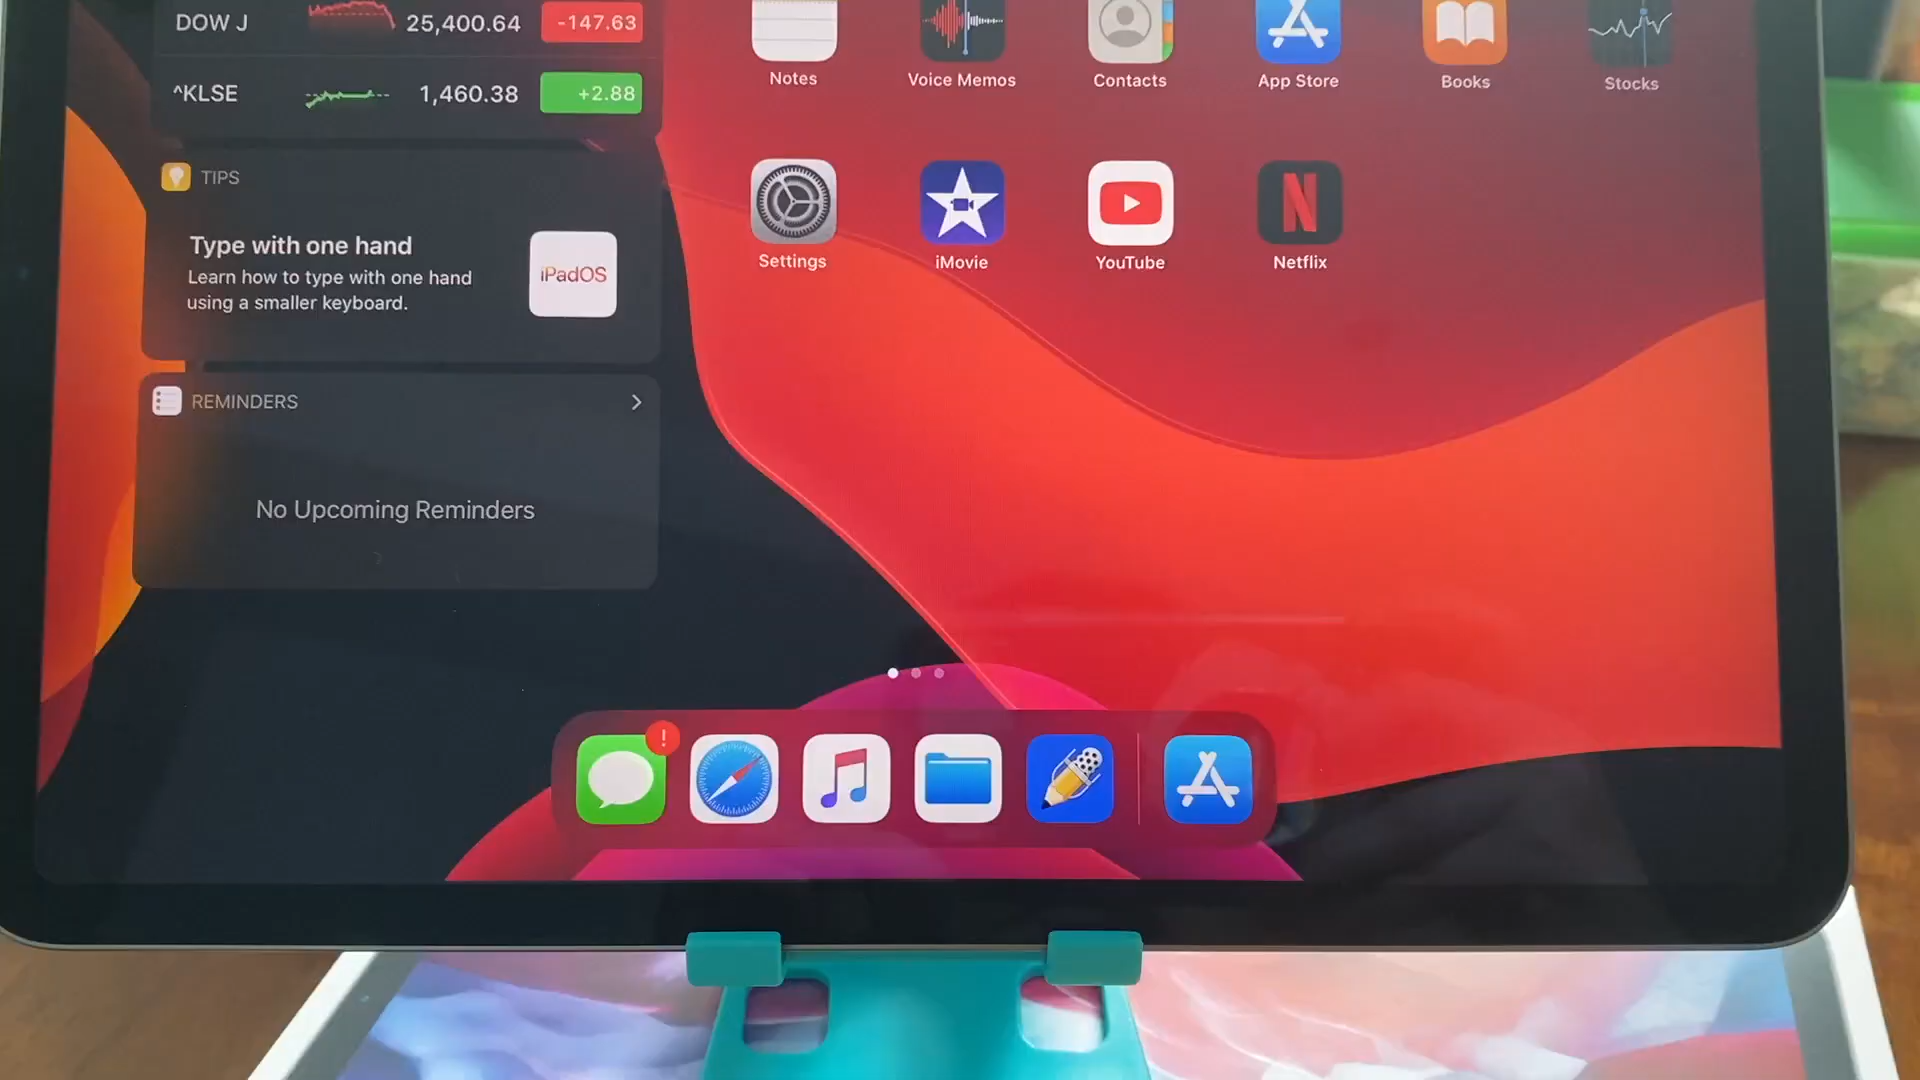 DOW J 25,400.64 -147.63
^KLSE 1,460.38 +2.88
Notes Voice Memos Contacts App Store Books Stocks
TIPS
Type with one hand
Learn how to type with one hand
using a smaller keyboard.
iPadOS
Settings iMovie YouTube Netflix
REMINDERS
No Upcoming Reminders